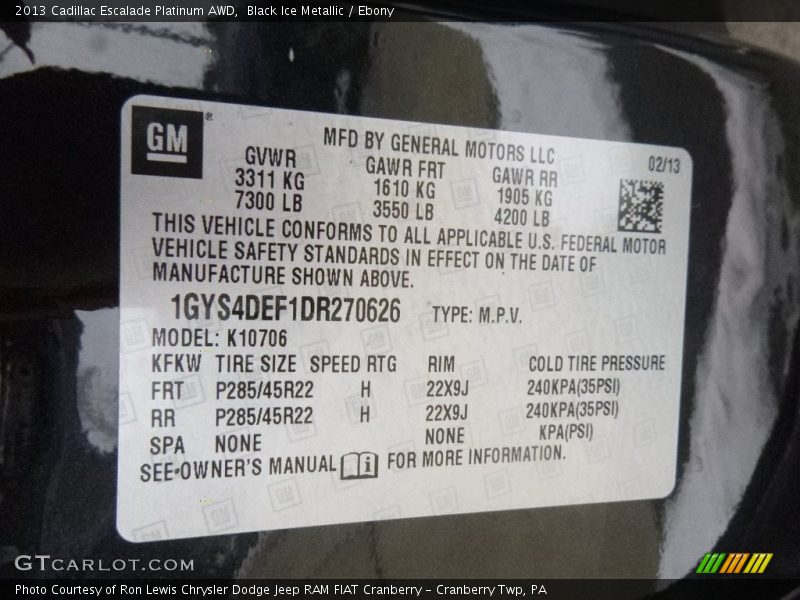 2013 Cadillac Escalade Platinum AWD, Black Ice Metallic / Ebony
GM
MFD BY GENERAL MOTORS LLC
02/13
GVWR GAWR FRT GAWR RR
3311 KG 1610 KG 1905 KG
7300 LB 3550 LB 4200 LB
THIS VEHICLE CONFORMS TO ALL APPLICABLE U.S. FEDERAL MOTOR
VEHICLE SAFETY STANDARDS IN EFFECT ON THE DATE OF
MANUFACTURE SHOWN ABOVE.
1GYS4DEF1DR270626 TYPE: M.P.V.
MODEL: K10706
KFKW TIRE SIZE SPEED RTG RIM COLD TIRE PRESSURE
FRT P285/45R22 H 22X9J 240KPA(35PSI)
RR P285/45R22 H 22X9J 240KPA(35PSI)
SPA NONE NONE KPA(PSI)
SEE OWNER'S MANUAL FOR MORE INFORMATION.
GTCARLOT.COM
Photo Courtesy of Ron Lewis Chrysler Dodge Jeep RAM FIAT Cranberry – Cranberry Twp, PA